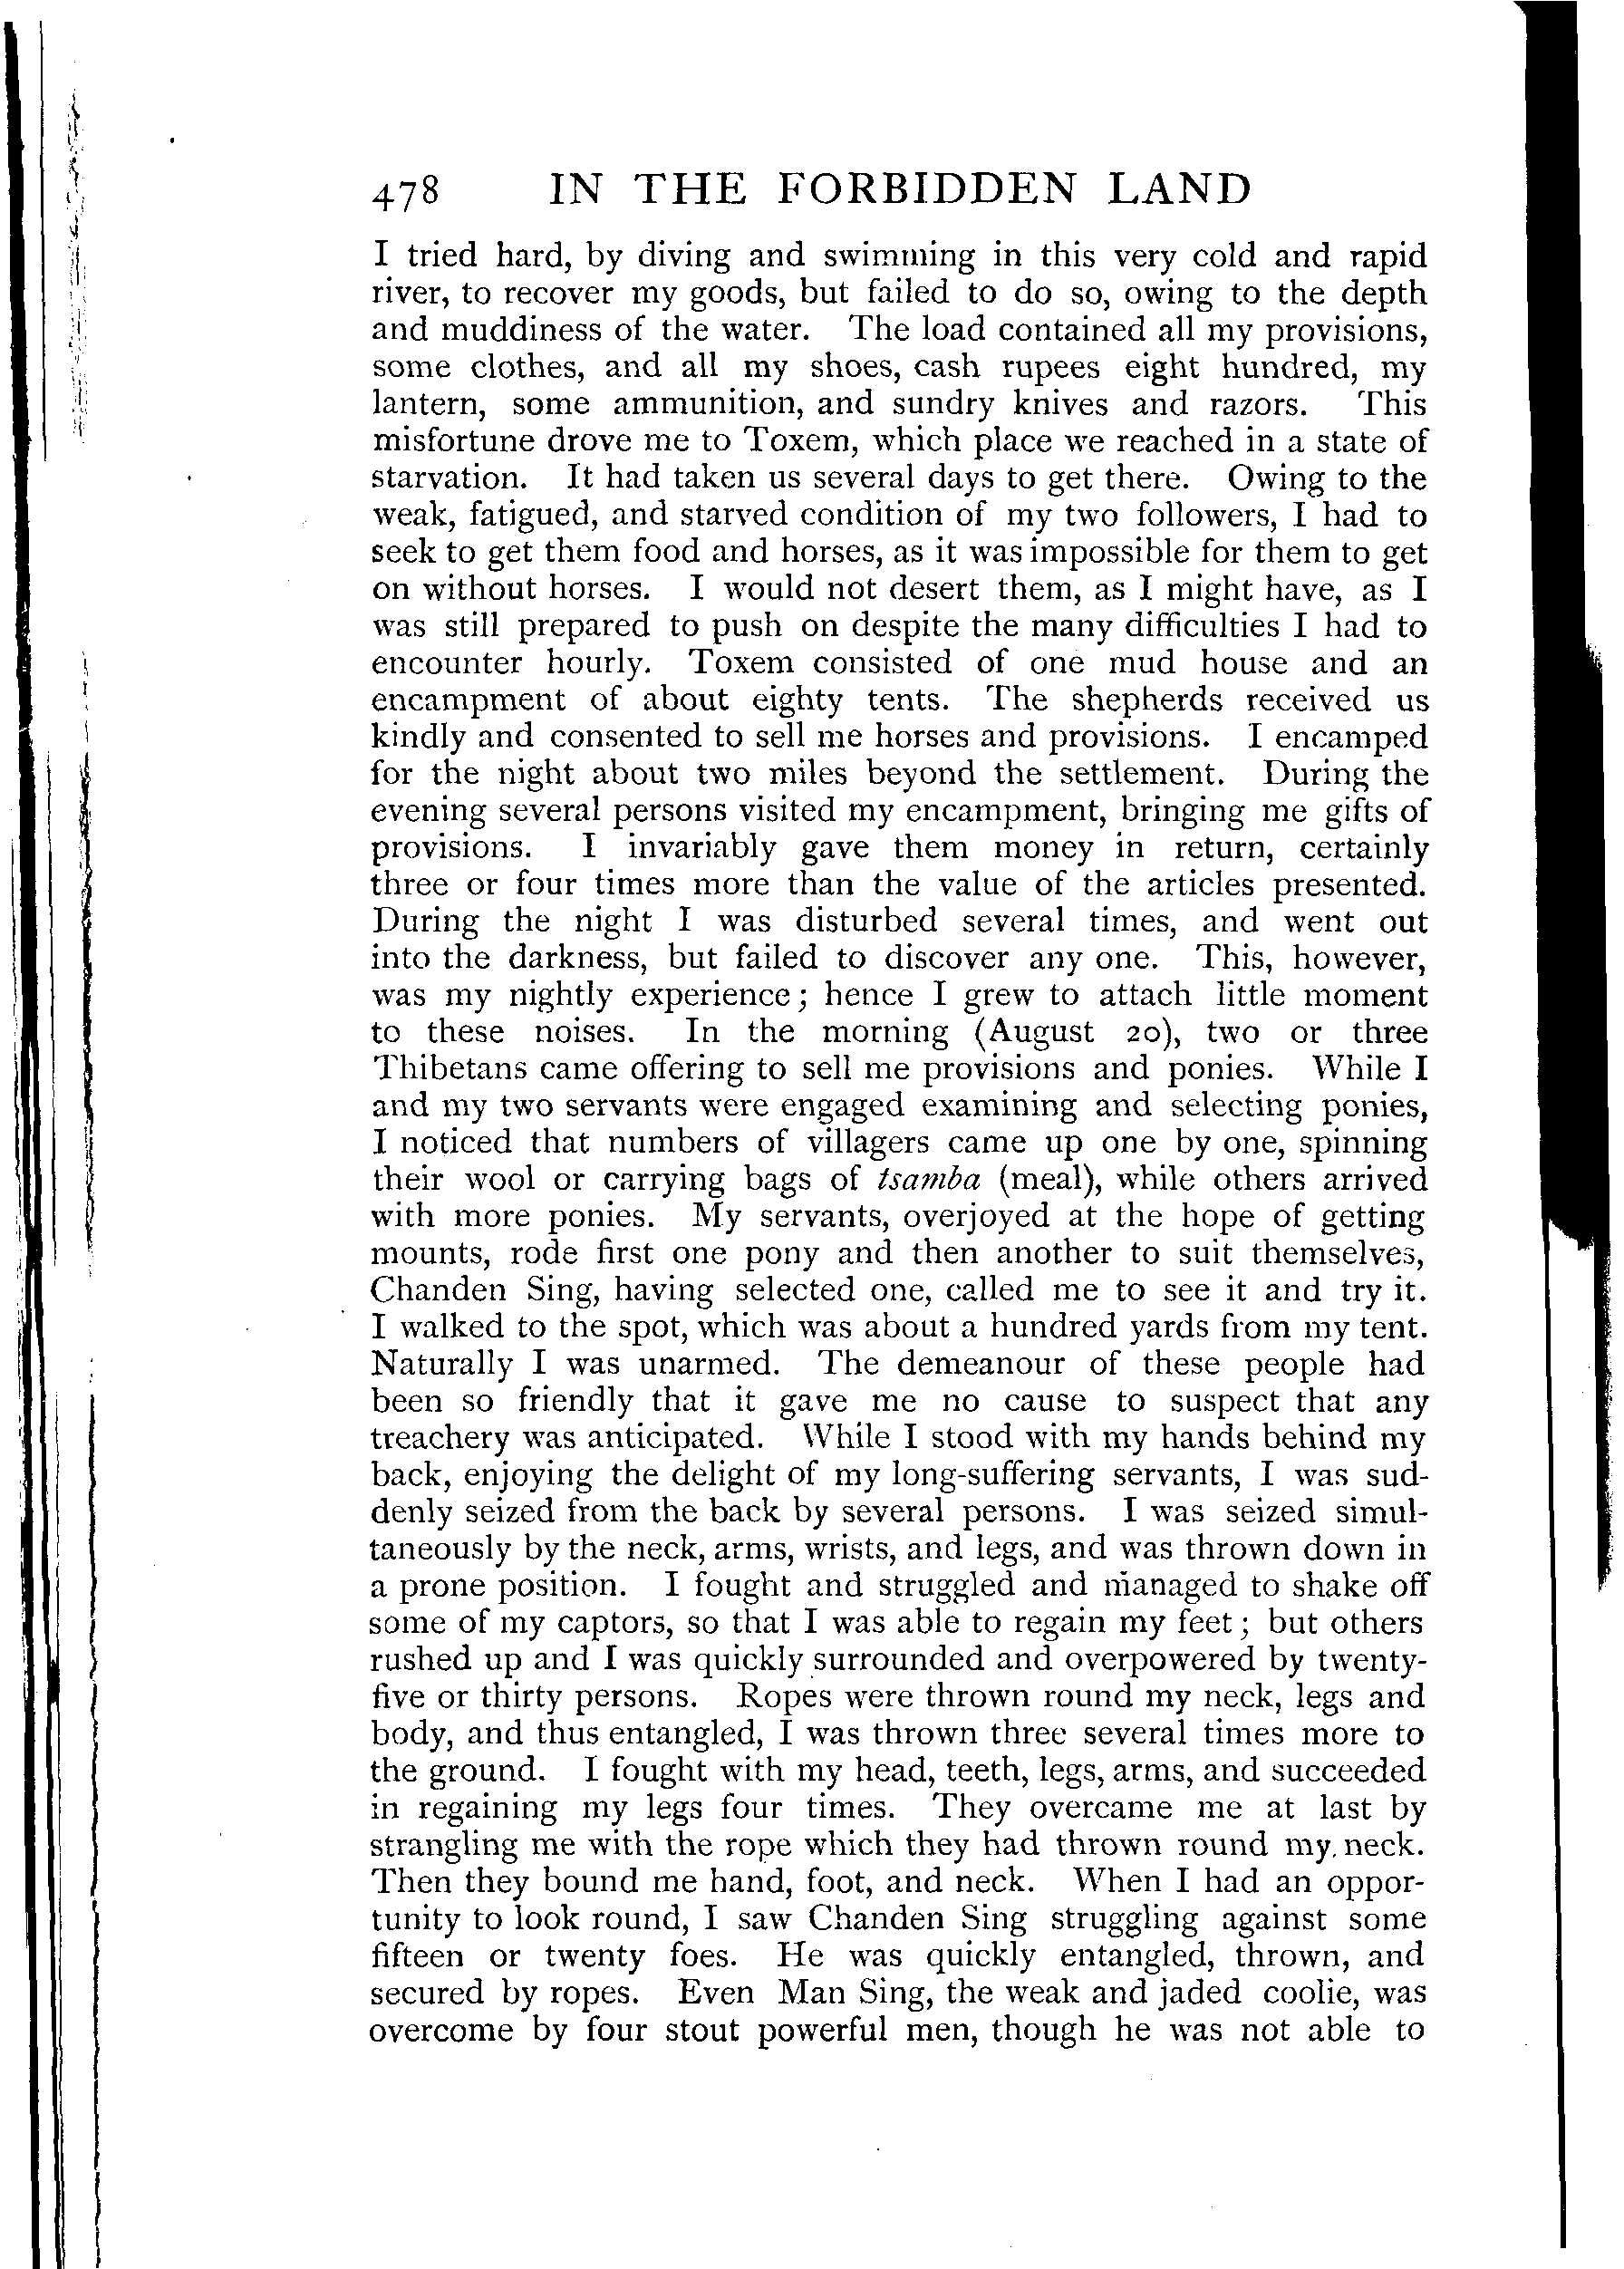 478 IN THE FORBIDDEN LAND
I tried hard, by diving and swimming in this very cold and rapid
river, to recover my goods, but failed to do so, owing to the depth
and muddiness of the water. The load contained all my provisions,
some clothes, and all my shoes, cash rupees eight hundred, my
lantern, some ammunition, and sundry knives and razors. This
misfortune drove me to Toxem, which place we reached in a state of
starvation. It had taken us several days to get there. Owing to the
weak, fatigued, and starved condition of my two followers, I had to
seek to get them food and horses, as it was impossible for them to get
on without horses. I would not desert them, as I might have, as I
was still prepared to push on despite the many difficulties I had to
encounter hourly. Toxem consisted of one mud house and an
encampment of about eighty tents. The shepherds received us
kindly and consented to sell me horses and provisions. I encamped
for the night about two miles beyond the settlement. During the
evening several persons visited my encampment, bringing me gifts of
provisions. I invariably gave them money in return, certainly
three or four times more than the value of the articles presented.
During the night I was disturbed several times, and went out
into the darkness, but failed to discover any one. This, however,
was my nightly experience; hence I grew to attach little moment
to these noises. In the morning (August 20), two or three
Thibetans came offering to sell me provisions and ponies. While I
and my two servants were engaged examining and selecting ponies,
I noticed that numbers of villagers came up one by one, spinning
their wool or carrying bags of tsamba (meal), while others arrived
with more ponies. My servants, overjoyed at the hope of getting
mounts, rode first one pony and then another to suit themselves,
Chanden Sing, having selected one, called me to see it and try it.
I walked to the spot, which was about a hundred yards from my tent.
Naturally I was unarmed. The demeanour of these people had
been so friendly that it gave me no cause to suspect that any
treachery was anticipated. While I stood with my hands behind my
back, enjoying the delight of my long-suffering servants, I was sud-
denly seized from the back by several persons. I was seized simul-
taneously by the neck, arms, wrists, and legs, and was thrown down in
a prone position. I fought and struggled and managed to shake off
some of my captors, so that I was able to regain my feet; but others
rushed up and I was quickly surrounded and overpowered by twenty-
five or thirty persons. Ropes were thrown round my neck, legs and
body, and thus entangled, I was thrown three several times more to
the ground. I fought with my head, teeth, legs, arms, and succeeded
in regaining my legs four times. They overcame me at last by
strangling me with the rope which they had thrown round my neck.
Then they bound me hand, foot, and neck. When I had an oppor-
tunity to look round, I saw Chanden Sing struggling against some
fifteen or twenty foes. He was quickly entangled, thrown, and
secured by ropes. Even Man Sing, the weak and jaded coolie, was
overcome by four stout powerful men, though he was not able to